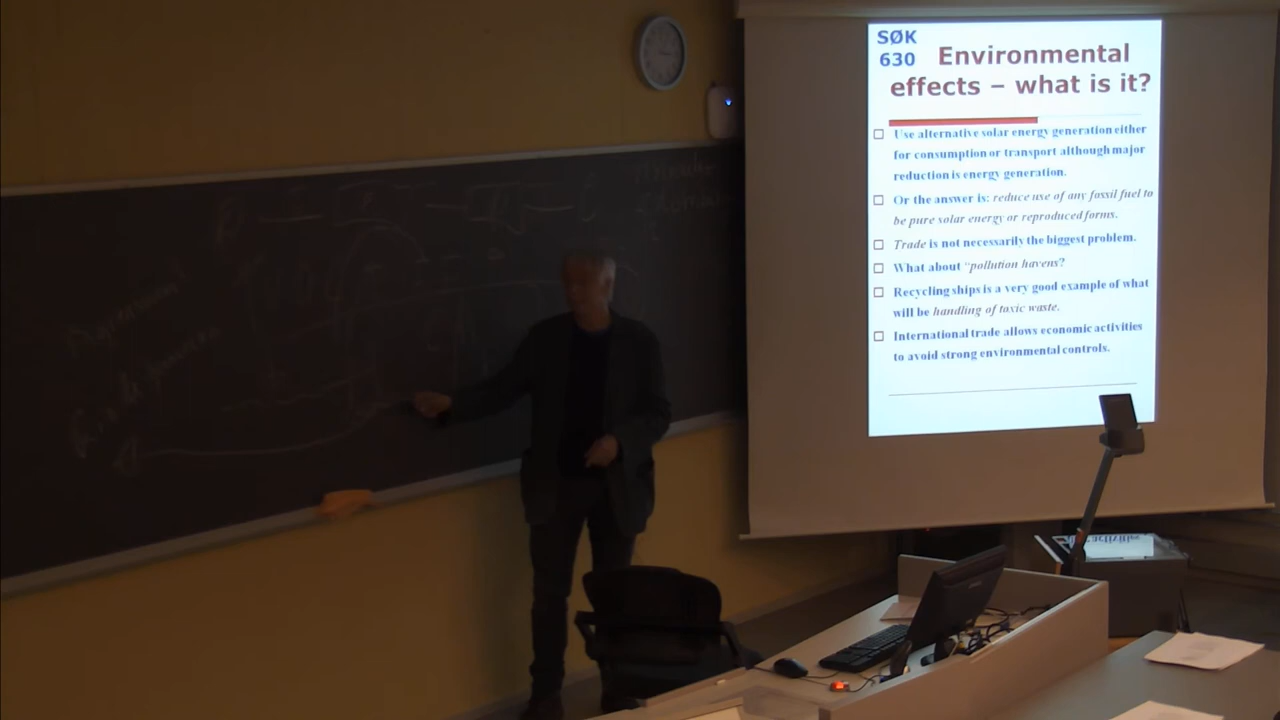 SØK
630
Environmental
effects – what is it?
Use alternative solar energy generation either
for consumption or transport although major
reduction is energy generation.
Or the answer is: reduce use of any fossil fuel to
be pure solar energy or reproduced forms.
Trade is not necessarily the biggest problem.
What about “pollution havens?
Recycling ships is a very good example of what
will be handling of toxic waste.
International trade allows economic activities
to avoid strong environmental controls.